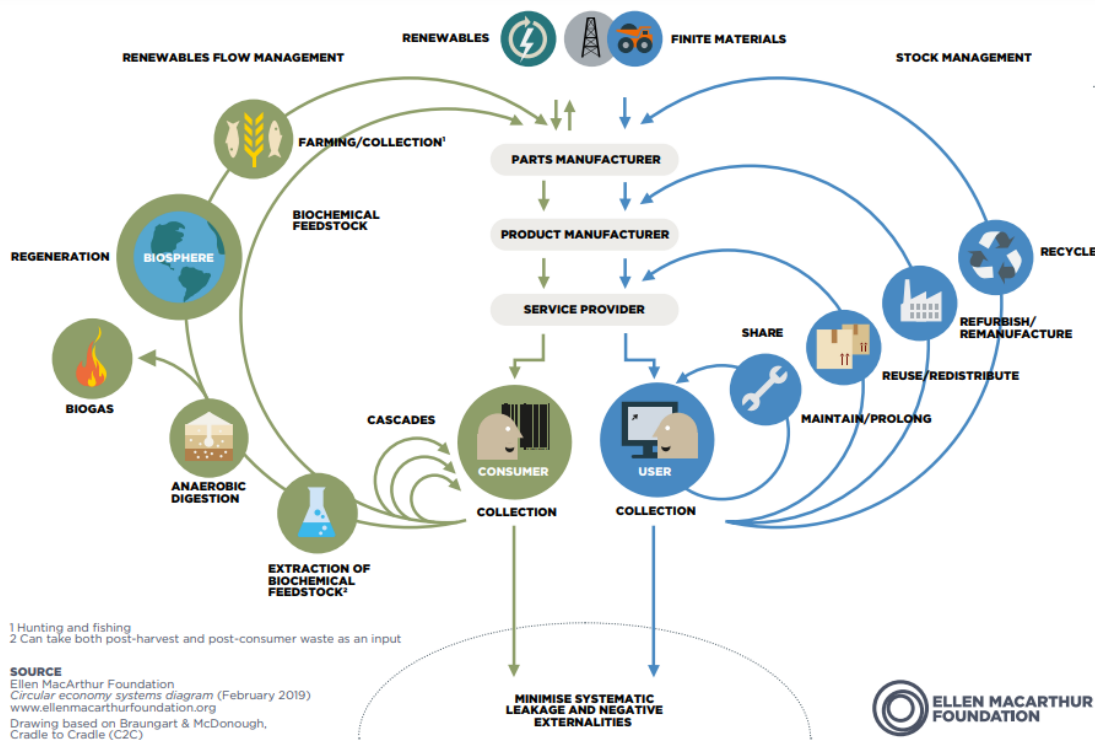 RENEWABLES
FINITE MATERIALS
RENEWABLES FLOW MANAGEMENT
STOCK MANAGEMENT
FARMING/COLLECTION¹
PARTS MANUFACTURER
BIOCHEMICAL
FEEDSTOCK
PRODUCT MANUFACTURER
REGENERATION
BIOSPHERE
RECYCLE
SERVICE PROVIDER
SHARE
REFURBISH/
REMANUFACTURE
REUSE/REDISTRIBUTE
BIOGAS
CASCADES
MAINTAIN/PROLONG
CONSUMER
USER
ANAEROBIC
DIGESTION
COLLECTION
COLLECTION
EXTRACTION OF
BIOCHEMICAL
FEEDSTOCK²
1 Hunting and fishing
2 Can take both post-harvest and post-consumer waste as an input
SOURCE
Ellen MacArthur Foundation
Circular economy systems diagram (February 2019)
www.ellenmacarthurfoundation.org
Drawing based on Braungart & McDonough,
Cradle to Cradle (C2C)
MINIMISE SYSTEMATIC
LEAKAGE AND NEGATIVE
EXTERNALITIES
ELLEN MACARTHUR
FOUNDATION